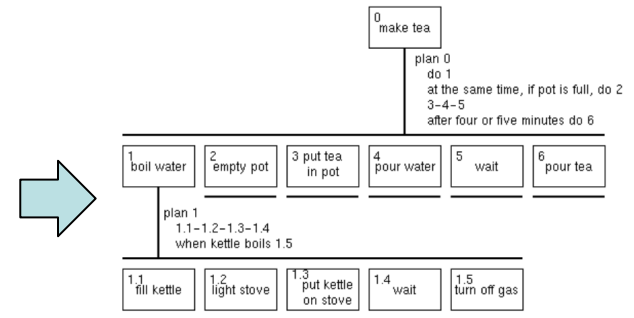 0
make tea
plan 0
do 1
at the same time, if pot is full, do 2
3-4-5
after four or five minutes do 6
1
boil water
2
empty pot
3 put tea
in pot
4
pour water
5
wait
6
pour tea
plan 1
1.1-1.2-1.3-1.4
when kettle boils 1.5
1.1
fill kettle
1.2
light stove
1.3
put kettle
on stove
1.4
wait
1.5
turn off gas